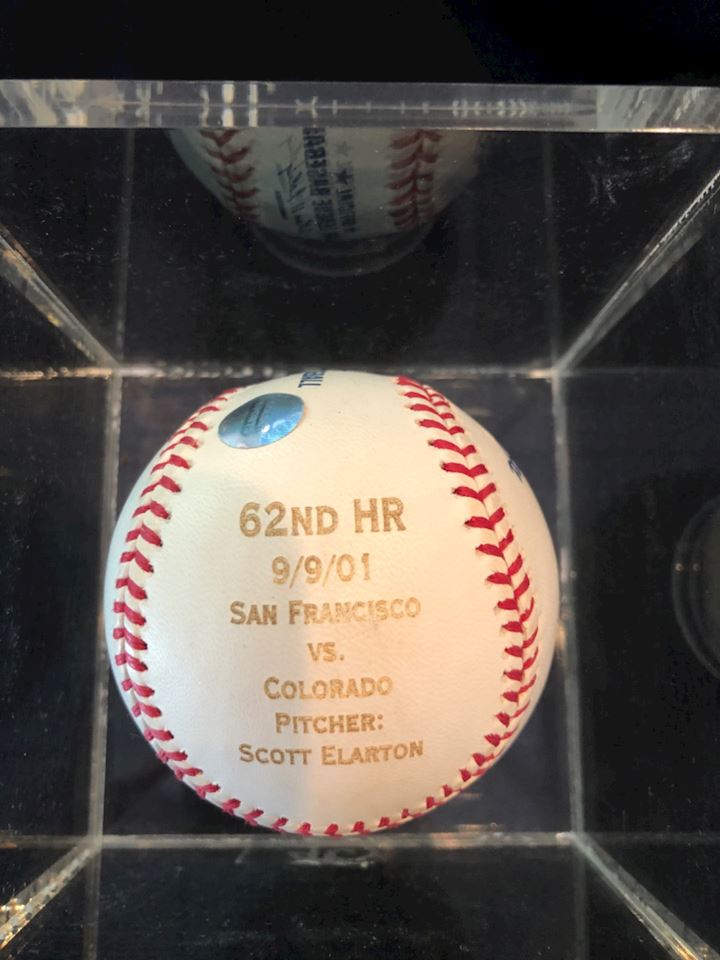 62ND HR
9/9/01
SAN FRANCISCO
VS.
COLORADO
PITCHER:
SCOTT ELARTON